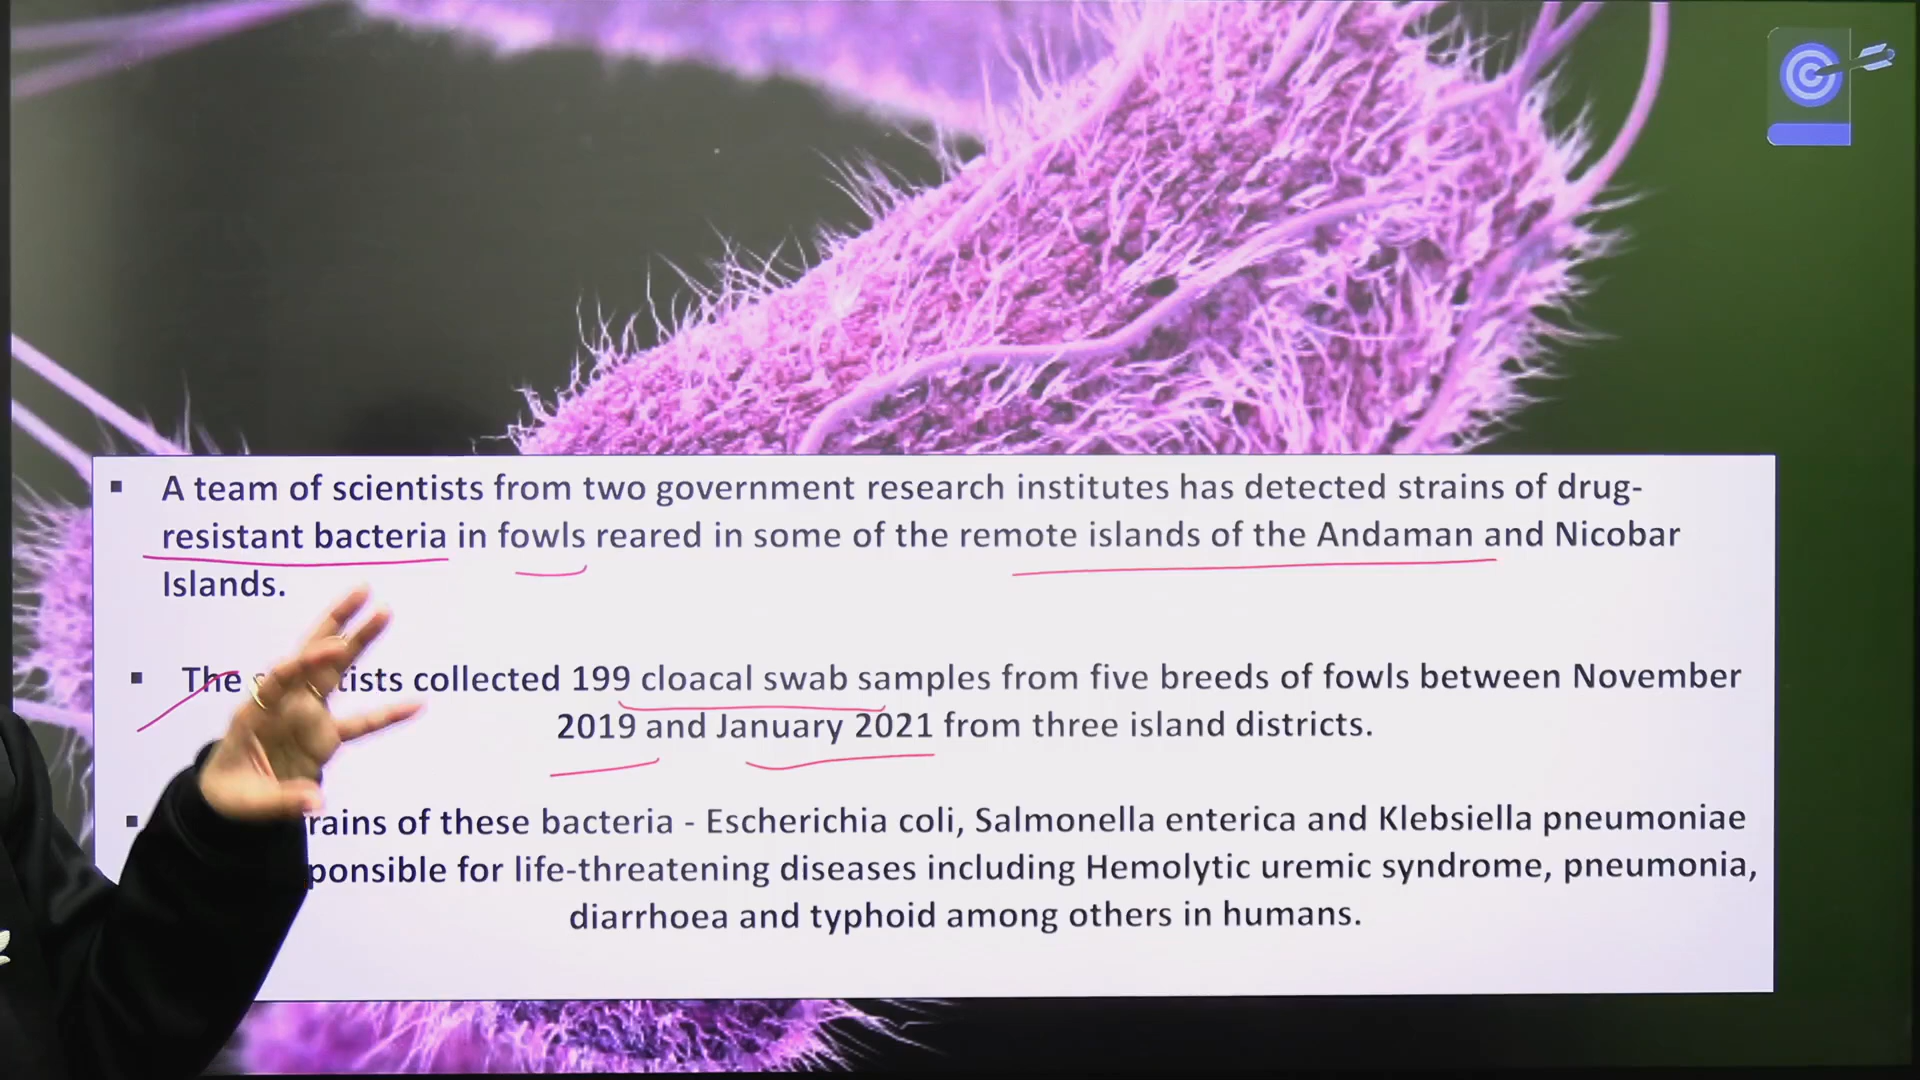 ▪ A team of scientists from two government research institutes has detected strains of drug-
resistant bacteria in fowls reared in some of the remote islands of the Andaman and Nicobar
Islands.
▪ The collected 199 cloacal swab samples from five breeds of fowls between November
2019 and January 2021 from three island districts.
▪ of these bacteria - Escherichia coli, Salmonella enterica and Klebsiella pneumoniae
for life-threatening diseases including Hemolytic uremic syndrome, pneumonia,
diarrhoea and typhoid among others in humans.